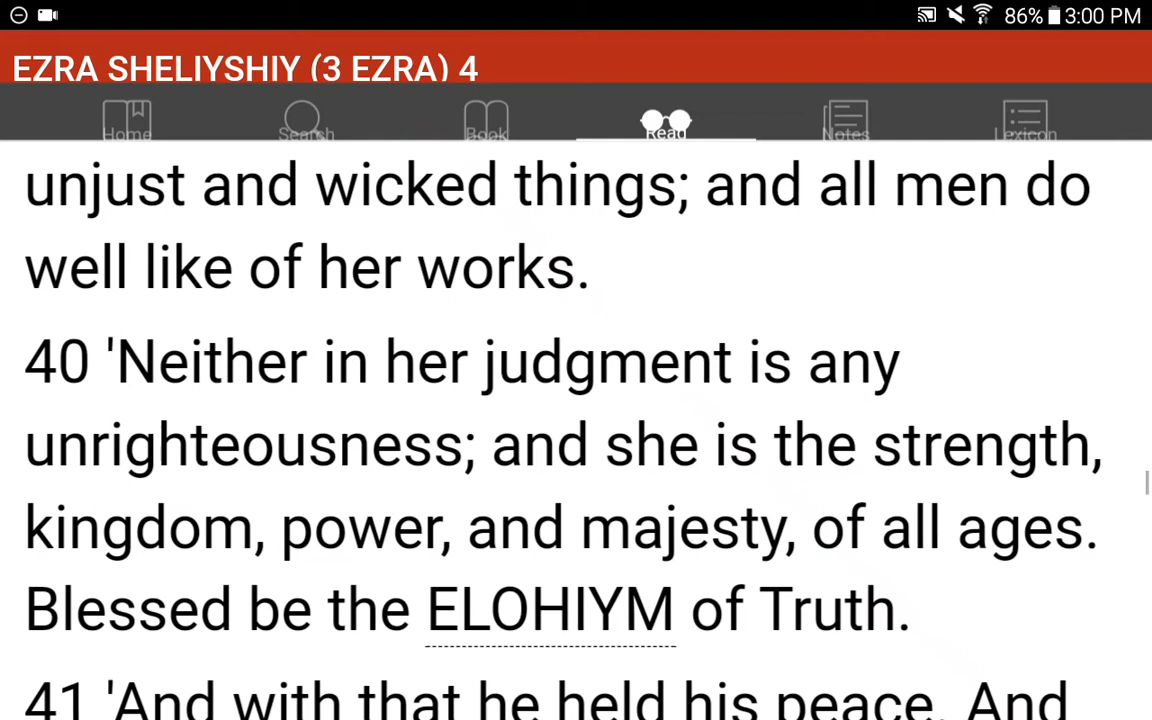 86% 3:00 PM
EZRA SHELIYSHIY (3 EZRA) 4
Home Search Book Read Notes Lexicon
unjust and wicked things; and all men do
well like of her works.
40 'Neither in her judgment is any
unrighteousness; and she is the strength,
kingdom, power, and majesty, of all ages.
Blessed be the ELOHIYM of Truth.
41 'And with that he held his peace. And